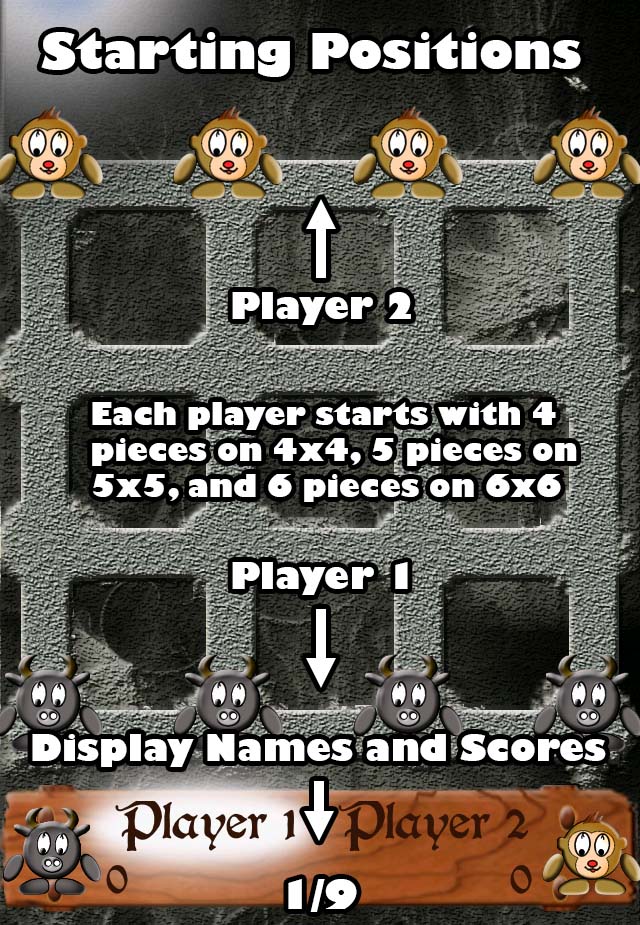 Starting Positions
Player 2
Each player starts with 4
pieces on 4x4, 5 pieces on
5x5, and 6 pieces on 6x6
Player 1
Display Names and Scores
Player 1 Player 2
0 0
1/9